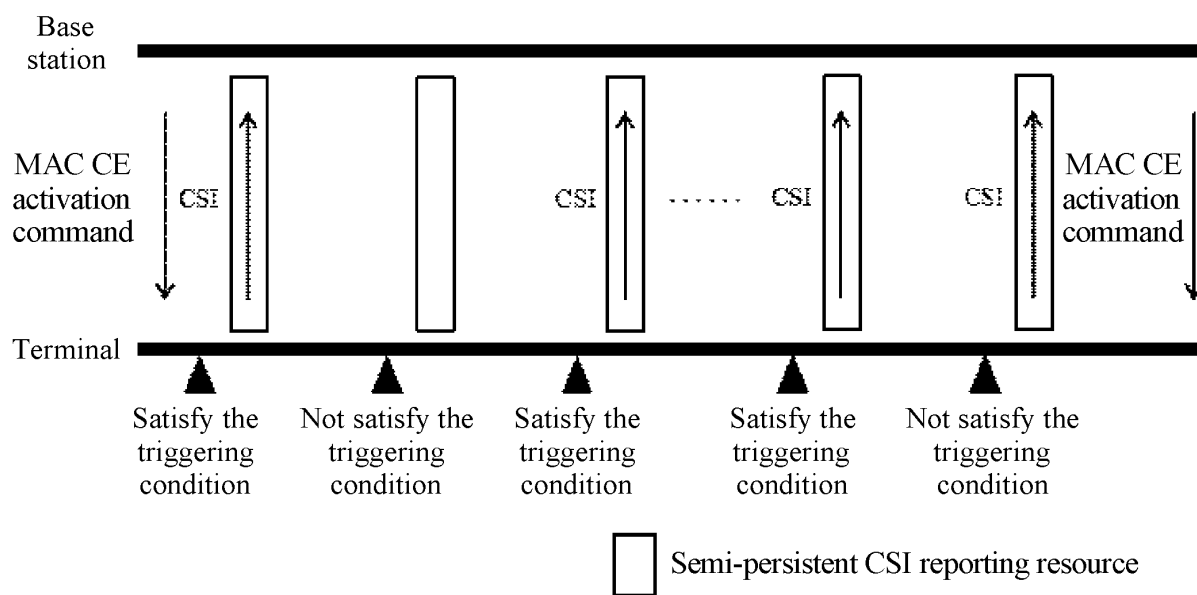 Base
station
MAC CE
activation
command
CSI
CSI
CSI
CSI
MAC CE
activation
command
Terminal
Satisfy the
triggering
condition
Not satisfy the
triggering
condition
Satisfy the
triggering
condition
Satisfy the
triggering
condition
Not satisfy the
triggering
condition
Semi-persistent CSI reporting resource